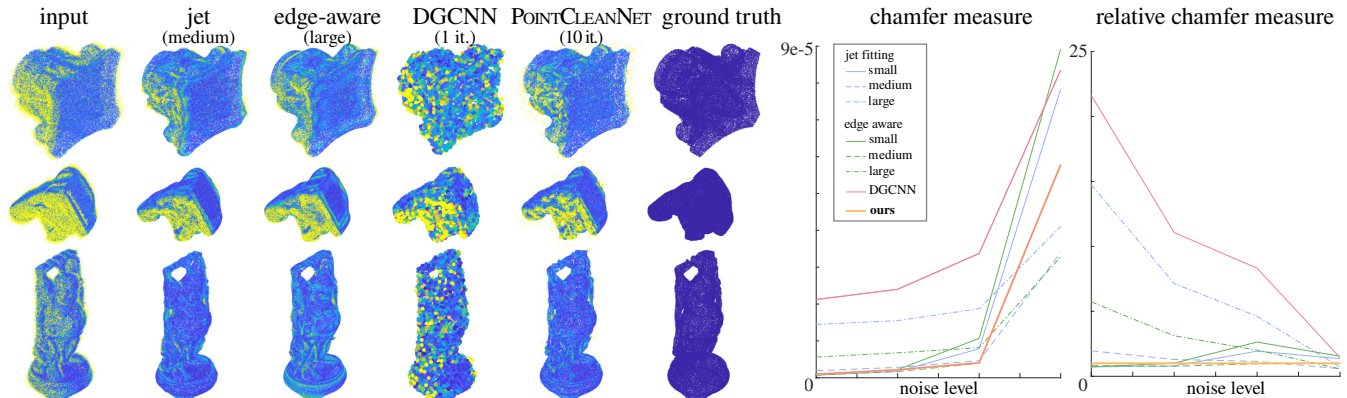 input jet edge-aware DGCNN POINTCLEANNET ground truth chamfer measure relative chamfer measure
(medium) (large) (1 it.) (10 it.)
9e-5 25
jet fitting
small
medium
large
edge aware
small
medium
large
DGCNN
ours
0 noise level 0 noise level